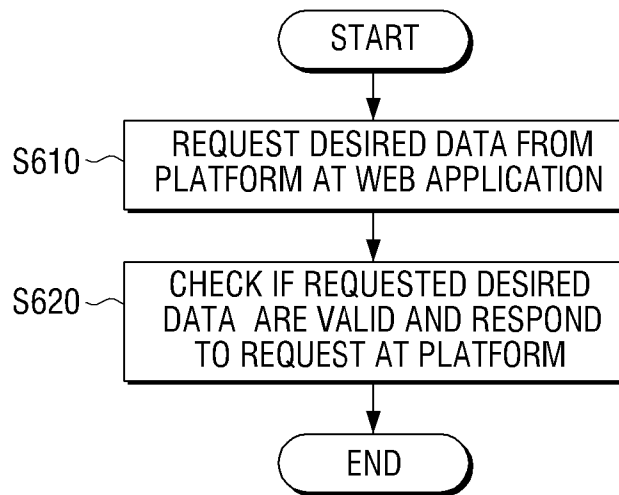 START
S610
REQUEST DESIRED DATA FROM
PLATFORM AT WEB APPLICATION
S620
CHECK IF REQUESTED DESIRED
DATA ARE VALID AND RESPOND
TO REQUEST AT PLATFORM
END